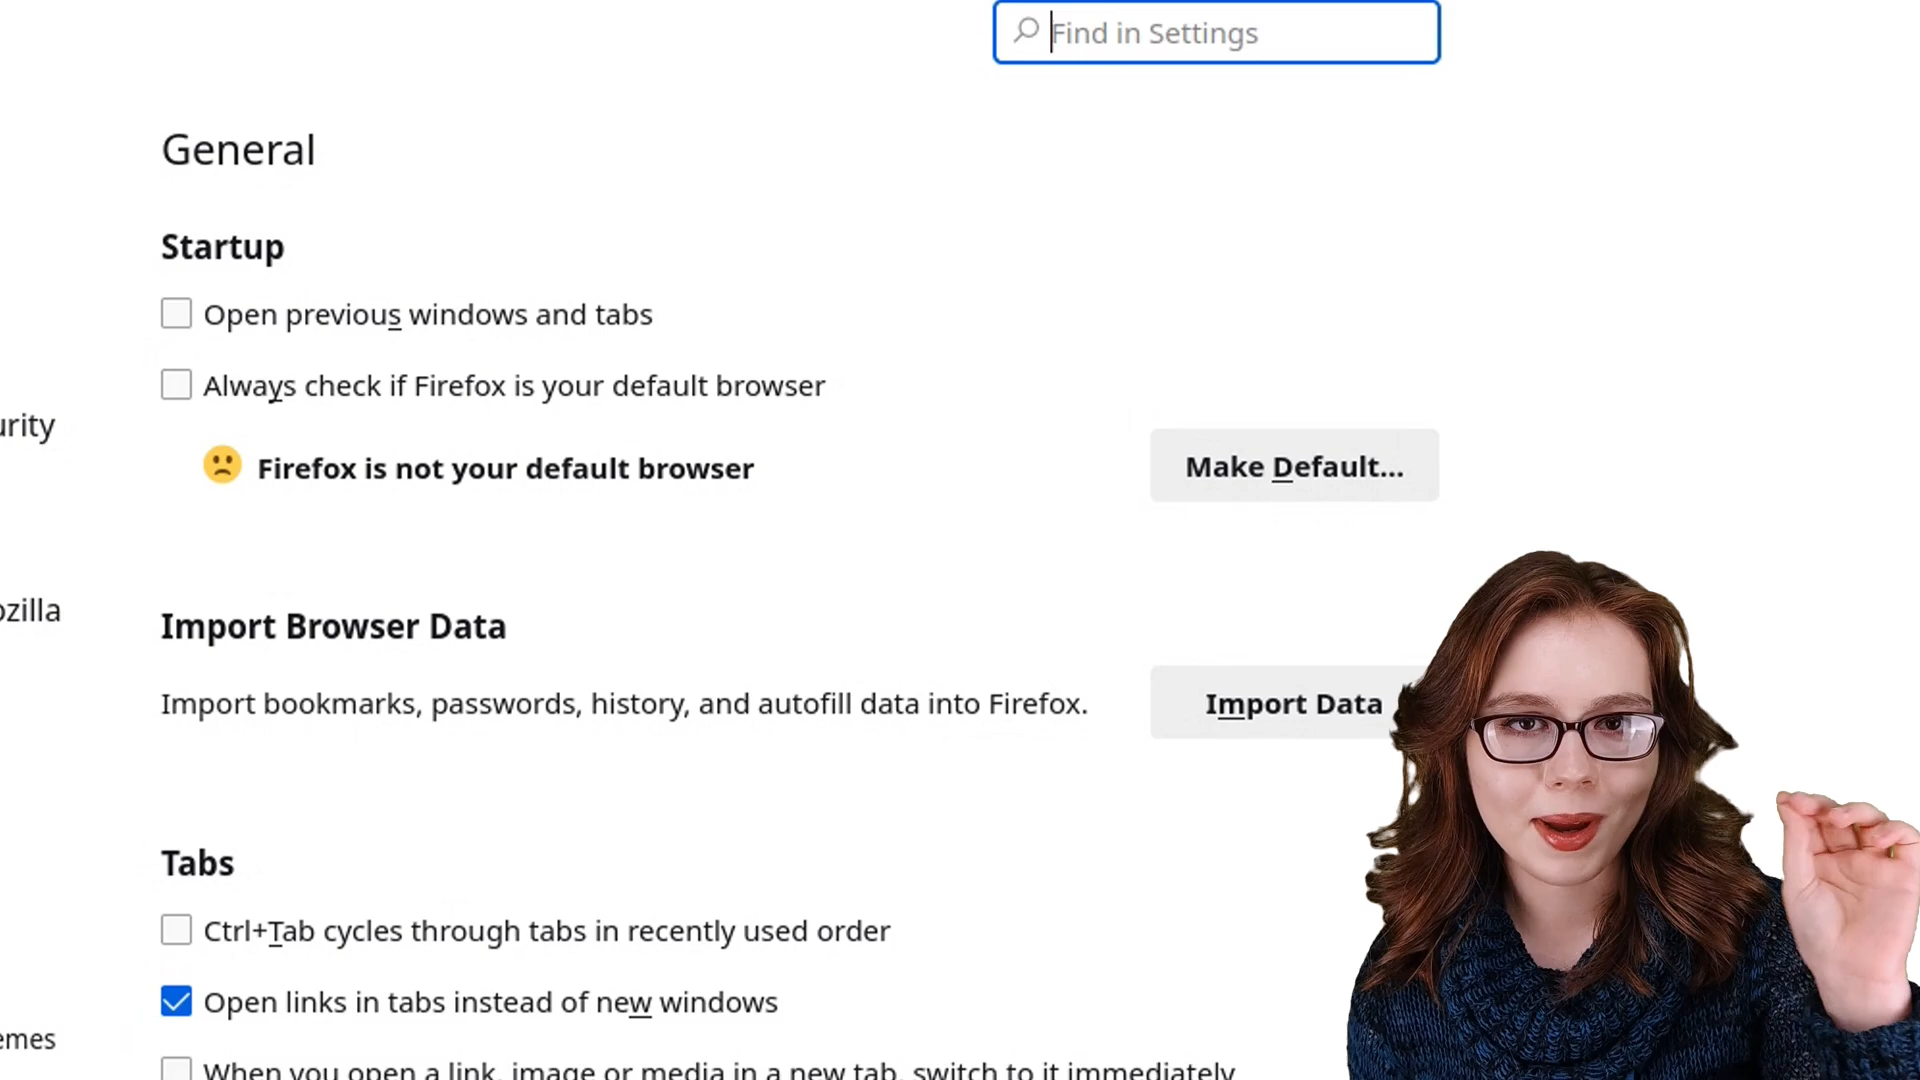 Find in Settings
General
Startup
Open previous windows and tabs
Always check if Firefox is your default browser
urity
Firefox is not your default browser
Make Default...
ozilla
Import Browser Data
Import bookmarks, passwords, history, and autofill data into Firefox.
Import Data
Tabs
Ctrl+Tab cycles through tabs in recently used order
Open links in tabs instead of new windows
emes
When you open a link, image or media in a new tab, switch to it immediately